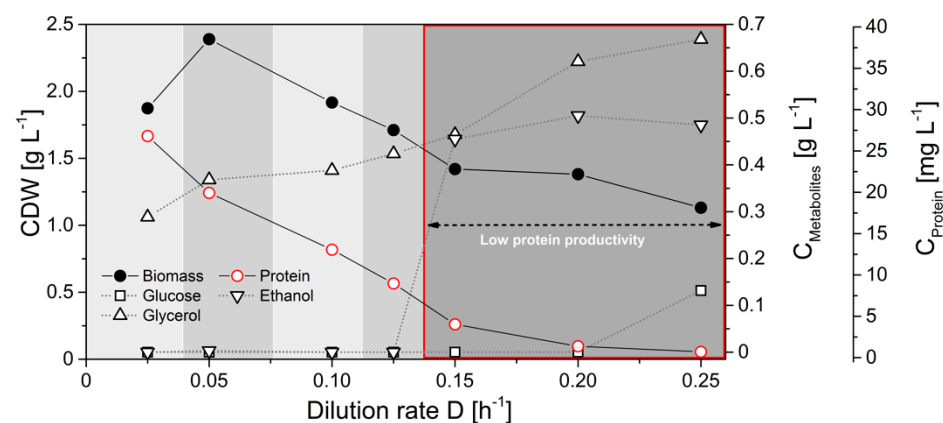 2.5
2.0
1.5
1.0
0.5
0
CDW [g L⁻¹]
0
0.05
0.10
0.15
0.20
0.25
Dilution rate D [h⁻¹]
Biomass
Protein
Glucose
Ethanol
Glycerol
Low protein productivity
0.7
0.6
0.5
0.4
0.3
0.2
0.1
0
C_Metabolites [g L⁻¹]
40
35
30
25
20
15
10
5
0
C_Protein [mg L⁻¹]